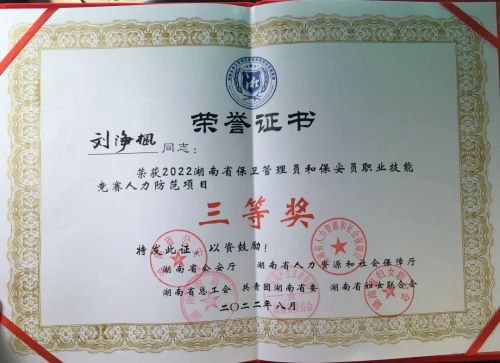 荣誉证书
刘净枫 同志：
荣获2022湖南省保卫管理员和保安员职业技能
竞赛人力防范项目
三等奖
特发此证，以资鼓励！
湖南省公安厅 湖南省人力资源和社会保障厅
湖南省总工会 共青团湖南省委 湖南省妇女联合会
二〇二二年八月